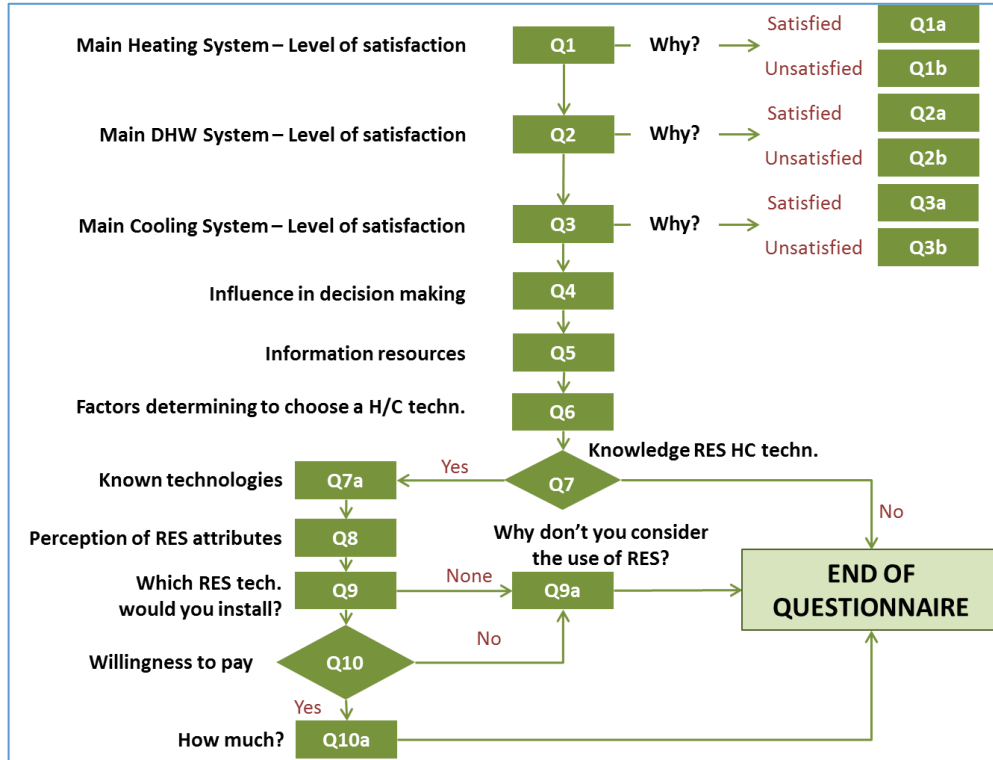 Main Heating System – Level of satisfaction
Q1
Why?
Satisfied
Q1a
Unsatisfied
Q1b
Main DHW System – Level of satisfaction
Q2
Why?
Satisfied
Q2a
Unsatisfied
Q2b
Main Cooling System – Level of satisfaction
Q3
Why?
Satisfied
Q3a
Unsatisfied
Q3b
Influence in decision making
Q4
Information resources
Q5
Factors determining to choose a H/C techn.
Q6
Knowledge RES HC techn.
Q7
Yes
No
Known technologies
Q7a
Perception of RES attributes
Q8
Why don’t you consider
the use of RES?
Which RES tech.
would you install?
Q9
None
Q9a
END OF
QUESTIONNAIRE
Willingness to pay
Q10
No
Yes
How much?
Q10a